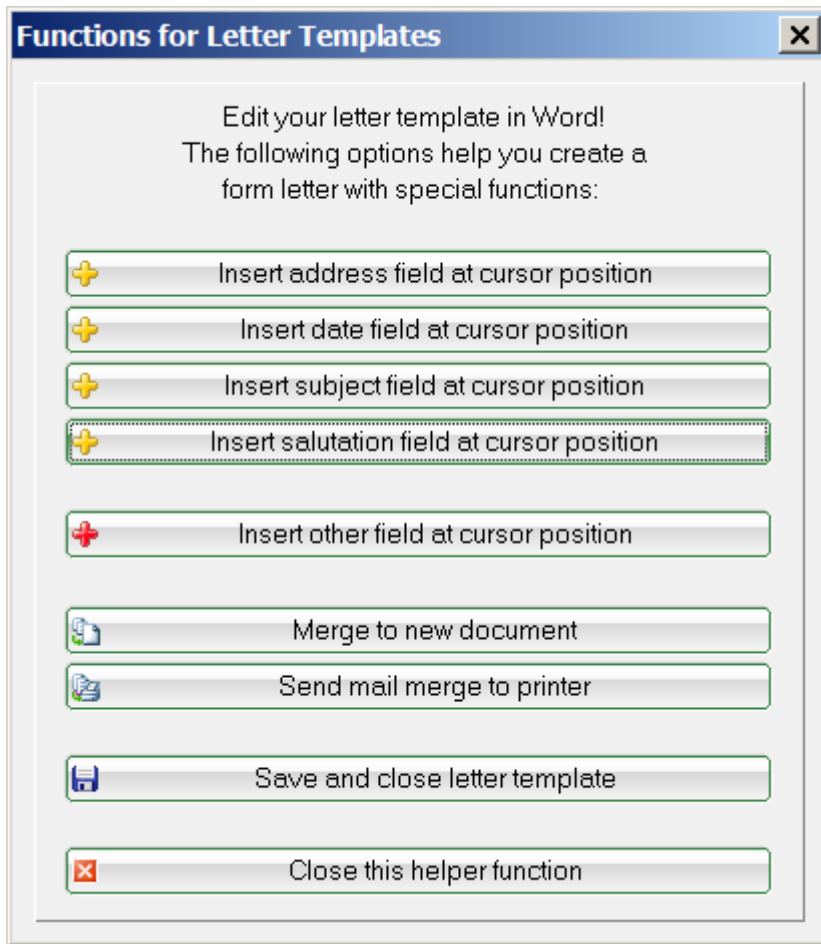 Functions for Letter Templates
Edit your letter template in Word!
The following options help you create a
form letter with special functions:
Insert address field at cursor position
Insert date field at cursor position
Insert subject field at cursor position
Insert salutation field at cursor position
Insert other field at cursor position
Merge to new document
Send mail merge to printer
Save and close letter template
Close this helper function